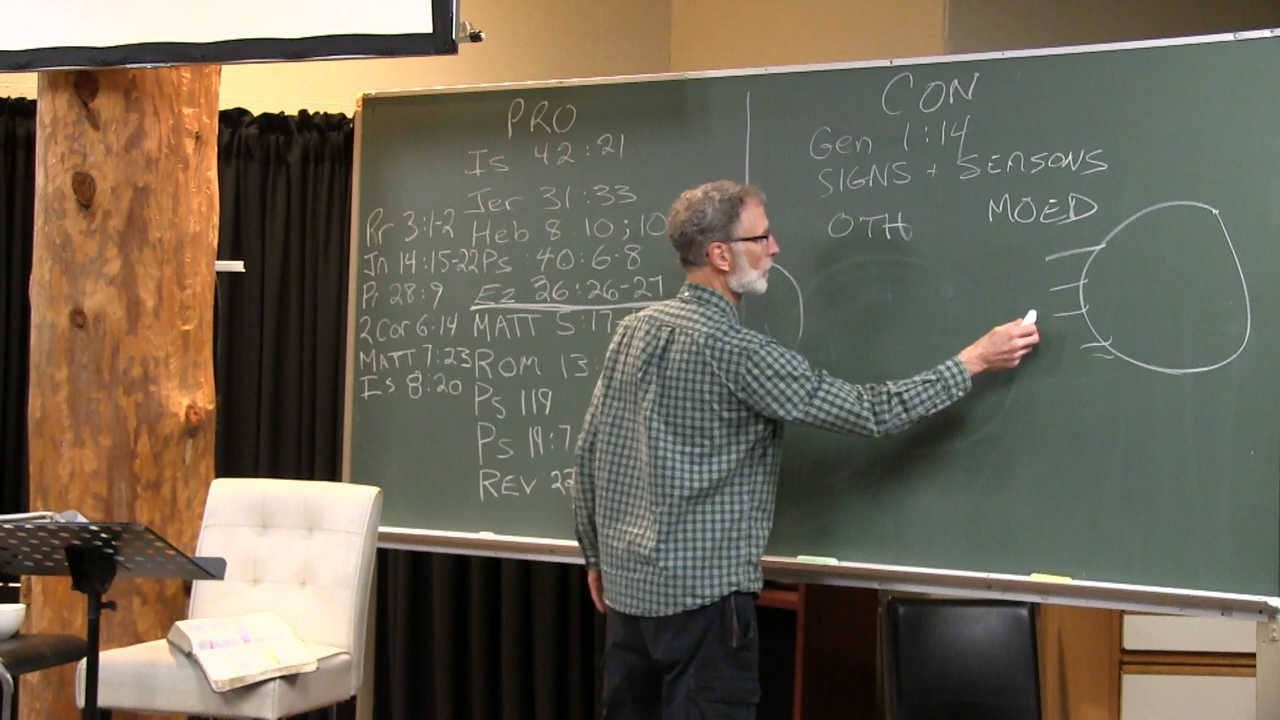 PRO
Is 42:21
Jer 31:33
Heb 8:10; 10
Ps 40:6-8
Ez 36:26-27
MATT 5:17
ROM 13:
Ps 119
Ps 19:7
REV 22
Pr 3:1-2
Jn 14:15-22
Pr 28:9
2Cor 6:14
MATT 7:23
Is 8:20
CON
Gen 1:14
SIGNS + SEASONS
OTH MOED